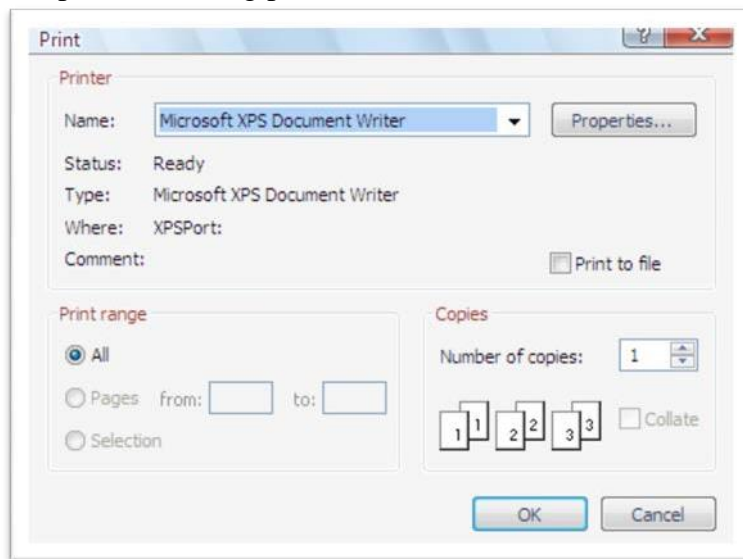 Print
Printer
Name: Microsoft XPS Document Writer Properties...
Status: Ready
Type: Microsoft XPS Document Writer
Where: XPSPort:
Comment: Print to file
Print range
All
Pages from: to:
Selection
Copies
Number of copies: 1
1 1 2 2 3 3 Collate
OK Cancel